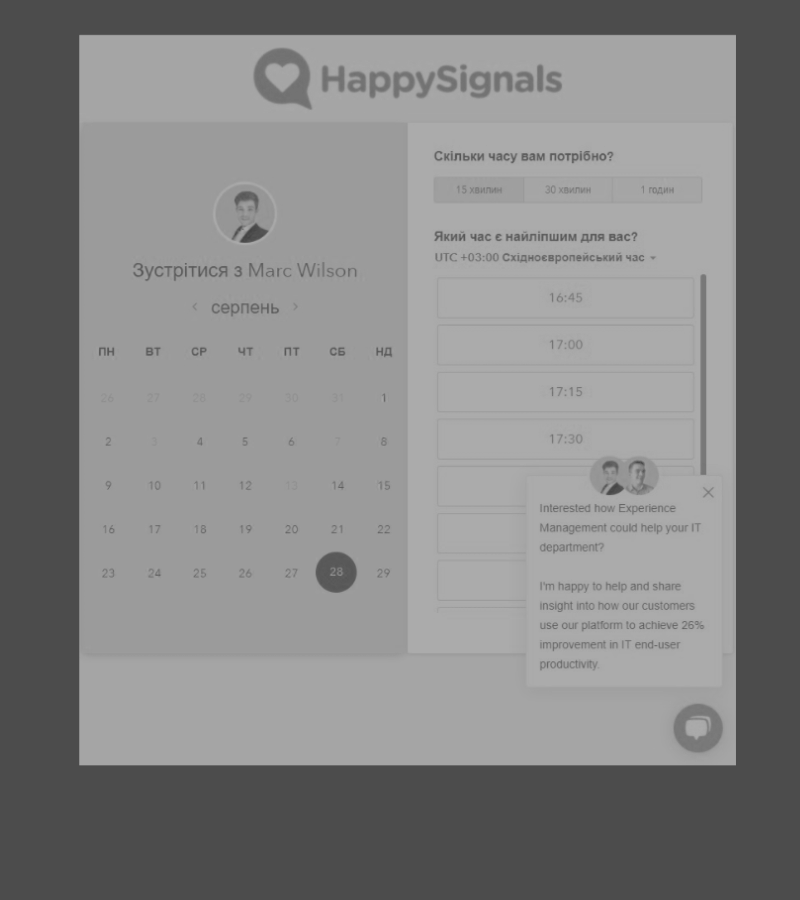 HappySignals
Зустрітися з Marc Wilson
серпень
ПН ВТ СР ЧТ ПТ СБ НД
26 27 28 29 30 31 1
2 3 4 5 6 7 8
9 10 11 12 13 14 15
16 17 18 19 20 21 22
23 24 25 26 27 28 29
Скільки часу вам потрібно?
15 хвилин 30 хвилин 1 годин
Який час є найліпшим для вас?
UTC +03:00 Східноєвропейський час
16:45
17:00
17:15
17:30
Interested how Experience
Management could help your IT
department?
I'm happy to help and share
insight into how our customers
use our platform to achieve 26%
improvement in IT end-user
productivity.